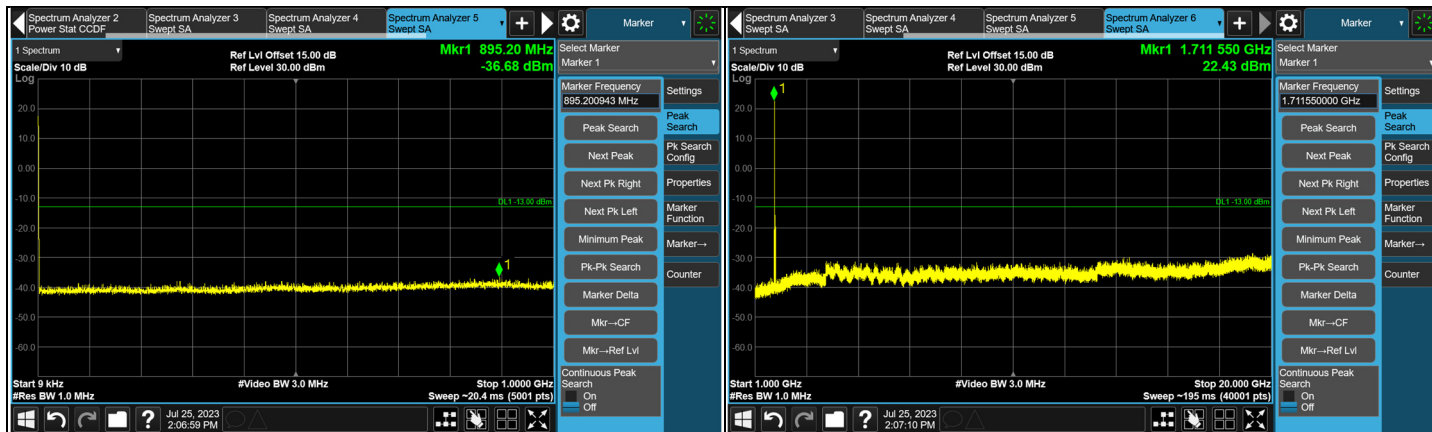 Spectrum Analyzer 2
Power Stat CCDF
Spectrum Analyzer 3
Swept SA
Spectrum Analyzer 4
Swept SA
Spectrum Analyzer 5
Swept SA
+
Marker
1 Spectrum
Scale/Div 10 dB
Log
Ref Lvl Offset 15.00 dB
Ref Level 30.00 dBm
Mkr1 895.20 MHz
-36.68 dBm
20.0
10.0
0.00
-10.0
-20.0
-30.0
-40.0
-50.0
-60.0
DL1 -13.00 dBm
1
Start 9 kHz
#Res BW 1.0 MHz
#Video BW 3.0 MHz
Stop 1.0000 GHz
Sweep ~20.4 ms (5001 pts)
Select Marker
Marker 1
Marker Frequency
895.200943 MHz
Peak Search
Next Peak
Next Pk Right
Next Pk Left
Minimum Peak
Pk-Pk Search
Marker Delta
Mkr→CF
Mkr→Ref Lvl
Continuous Peak
Search
On
Off
Settings
Peak
Search
Pk Search
Config
Properties
Marker
Function
Marker→
Counter
?
Jul 25, 2023
2:06:59 PM
Spectrum Analyzer 3
Swept SA
Spectrum Analyzer 4
Swept SA
Spectrum Analyzer 5
Swept SA
Spectrum Analyzer 6
Swept SA
+
Marker
1 Spectrum
Scale/Div 10 dB
Log
Ref Lvl Offset 15.00 dB
Ref Level 30.00 dBm
Mkr1 1.711 550 GHz
22.43 dBm
20.0
10.0
0.00
-10.0
-20.0
-30.0
-40.0
-50.0
-60.0
DL1 -13.00 dBm
1
Start 1.000 GHz
#Res BW 1.0 MHz
#Video BW 3.0 MHz
Stop 20.000 GHz
Sweep ~195 ms (40001 pts)
Select Marker
Marker 1
Marker Frequency
1.711550000 GHz
Peak Search
Next Peak
Next Pk Right
Next Pk Left
Minimum Peak
Pk-Pk Search
Marker Delta
Mkr→CF
Mkr→Ref Lvl
Continuous Peak
Search
On
Off
Settings
Peak
Search
Pk Search
Config
Properties
Marker
Function
Marker→
Counter
?
Jul 25, 2023
2:07:10 PM